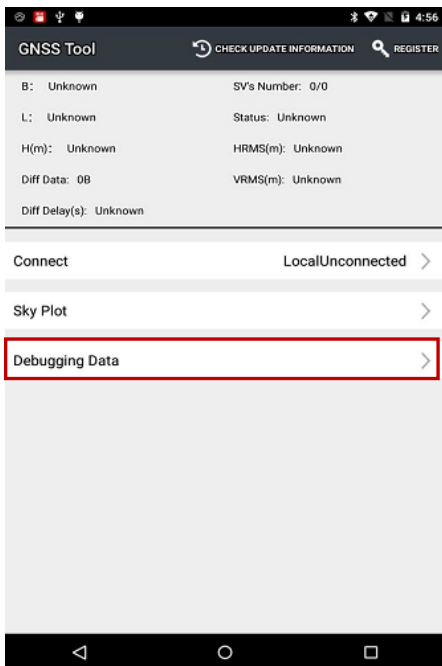 4:56
GNSS Tool CHECK UPDATE INFORMATION REGISTER
B: Unknown SV's Number: 0/0
L: Unknown Status: Unknown
H(m): Unknown HRMS(m): Unknown
Diff Data: 0B VRMS(m): Unknown
Diff Delay(s): Unknown
Connect LocalUnconnected
Sky Plot
Debugging Data